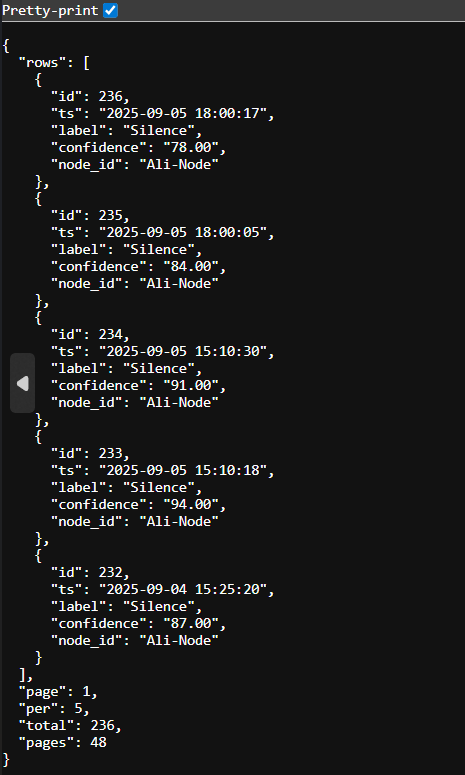 Pretty-print
{
  "rows": [
    {
      "id": 236,
      "ts": "2025-09-05 18:00:17",
      "label": "Silence",
      "confidence": "78.00",
      "node_id": "Ali-Node"
    },
    {
      "id": 235,
      "ts": "2025-09-05 18:00:05",
      "label": "Silence",
      "confidence": "84.00",
      "node_id": "Ali-Node"
    },
    {
      "id": 234,
      "ts": "2025-09-05 15:10:30",
      "label": "Silence",
      "confidence": "91.00",
      "node_id": "Ali-Node"
    },
    {
      "id": 233,
      "ts": "2025-09-05 15:10:18",
      "label": "Silence",
      "confidence": "94.00",
      "node_id": "Ali-Node"
    },
    {
      "id": 232,
      "ts": "2025-09-04 15:25:20",
      "label": "Silence",
      "confidence": "87.00",
      "node_id": "Ali-Node"
    }
  ],
  "page": 1,
  "per": 5,
  "total": 236,
  "pages": 48
}